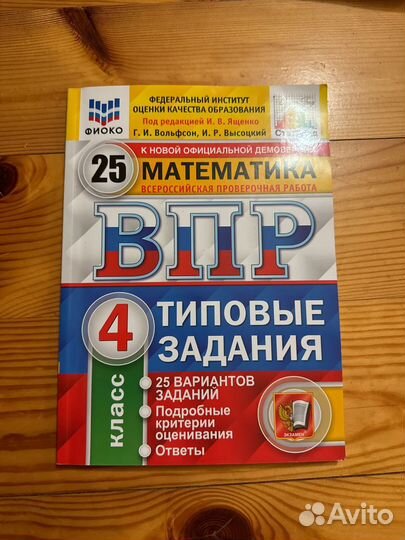 ФЕДЕРАЛЬНЫЙ ИНСТИТУТ
ОЦЕНКИ КАЧЕСТВА ОБРАЗОВАНИЯ
Под редакцией И. В. Ященко
Г. И. Вольфсон, И. Р. Высоцкий
ФИОКО
К НОВОЙ ОФИЦИАЛЬНОЙ
25
МАТЕМАТИКА
ВСЕРОССИЙСКАЯ ПРОВЕРОЧНАЯ РАБОТА
ВПР
4
КЛАСС
ТИПОВЫЕ
ЗАДАНИЯ
25 ВАРИАНТОВ
ЗАДАНИЙ
Подробные
критерии
оценивания
Ответы
ЭКЗАМЕН
Avito